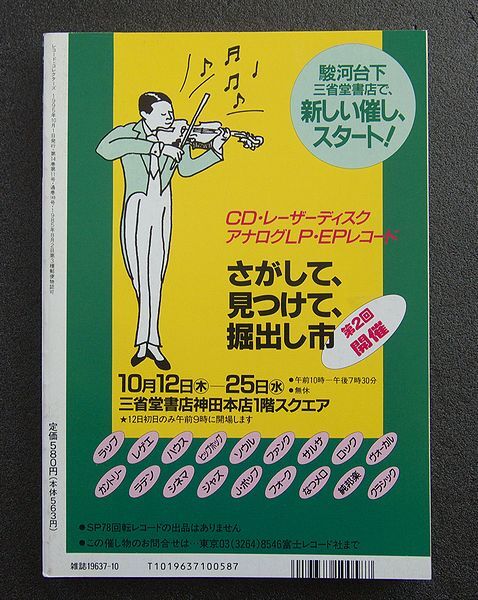 駿河台下
三省堂書店で、
新しい催し、
スタート!
CD・レーザーディスク
アナログLP・EPレコード
さがして、
見つけて、
掘出し市
第2回
開催
10月12日木—25日水
●午前10時—午後7時30分
●無休
三省堂書店神田本店1階スクエア
★12日初日のみ午前9時に開場します
ラップ レゲエ ハウス ヒップホップ ソウル ファンク サルサ ロック ヴォーカル
カントリー ラテン シネマ ジャズ J・ポップ フォーク なつメロ 純邦楽 クラシック
●SP78回転レコードの出品はありません
●この催し物のお問合せは 東京03(3264)8546富士レコード社まで
雑誌19637-10
T1019637100587
定価580円(本体563円)